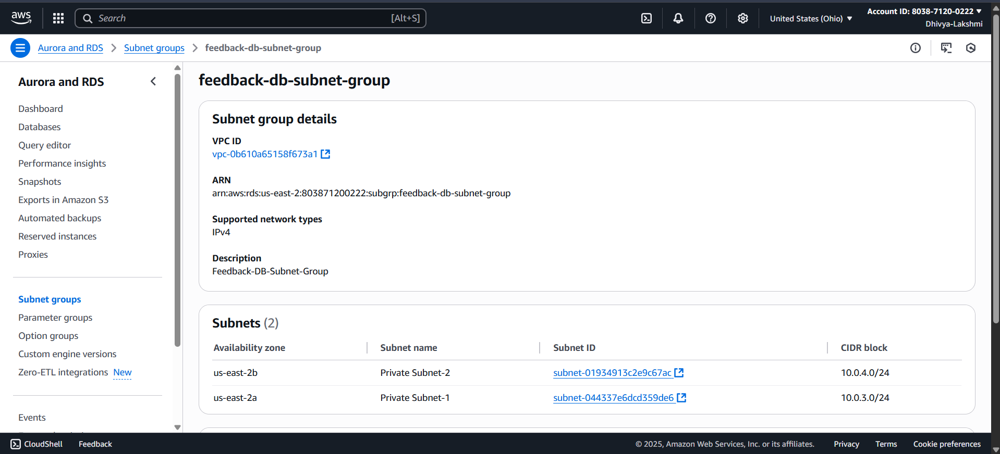 aws
Search [Alt+S]
United States (Ohio)
Account ID: 8038-7120-0222
Dhivya-Lakshmi
Aurora and RDS
Subnet groups
feedback-db-subnet-group
Aurora and RDS
Dashboard
Databases
Query editor
Performance insights
Snapshots
Exports in Amazon S3
Automated backups
Reserved instances
Proxies
Subnet groups
Parameter groups
Option groups
Custom engine versions
Zero-ETL integrations New
Events
feedback-db-subnet-group
Subnet group details
VPC ID
vpc-0b610a65158f673a1
ARN
arn:aws:rds:us-east-2:803871200222:subgrp:feedback-db-subnet-group
Supported network types
IPv4
Description
Feedback-DB-Subnet-Group
Subnets (2)
Availability zone Subnet name Subnet ID CIDR block
us-east-2b Private Subnet-2 subnet-01934913c2e9c67ac 10.0.4.0/24
us-east-2a Private Subnet-1 subnet-044337e6dcd359de6 10.0.3.0/24
CloudShell Feedback © 2025, Amazon Web Services, Inc. or its affiliates. Privacy Terms Cookie preferences